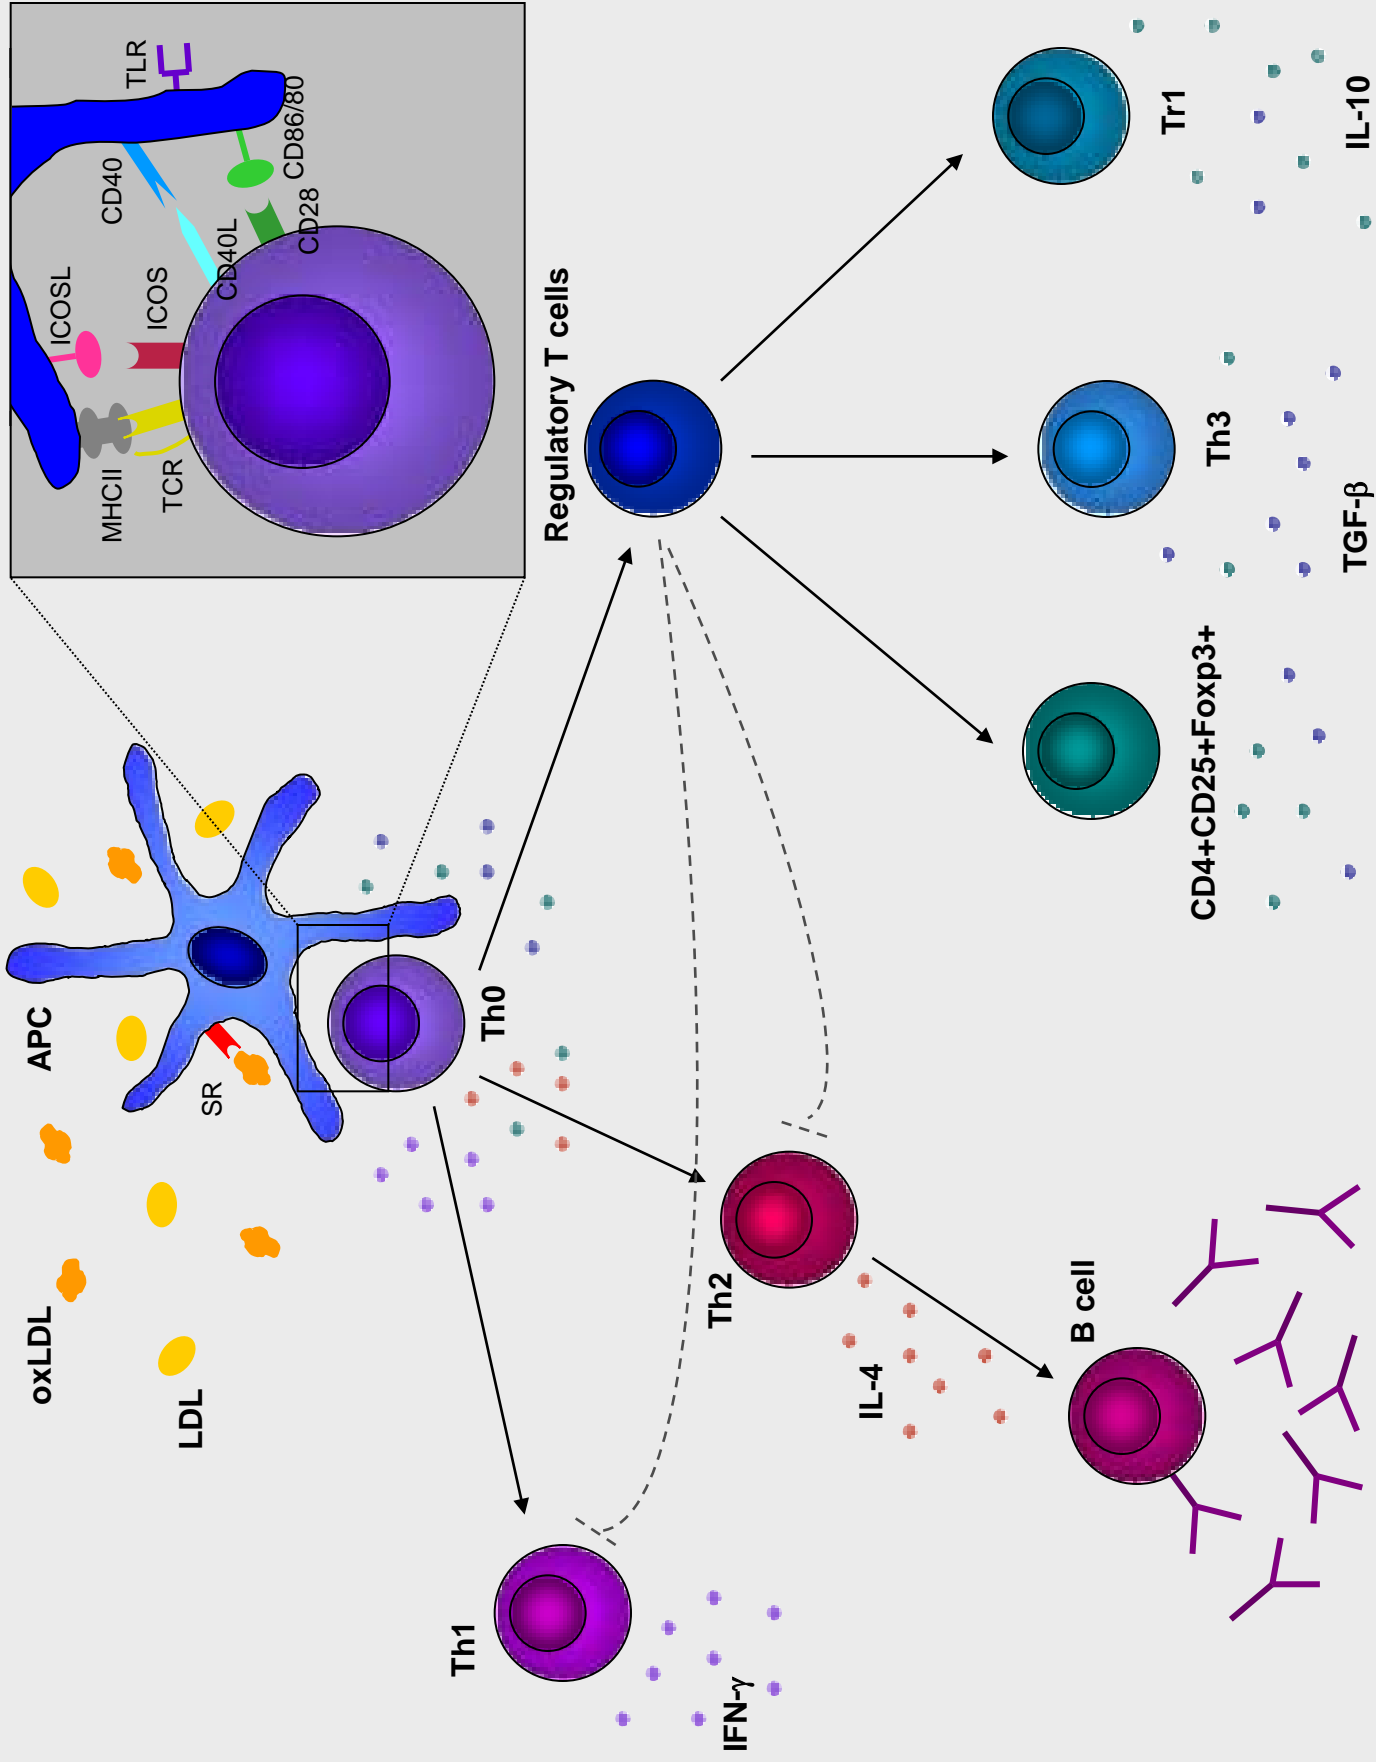 oxLDL
LDL
APC
SR
Th0
Th1
IFN-γ
Th2
IL-4
B cell
MHCII
TCR
ICOSL
ICOS
CD40
CD40L
TLR
CD86/80
CD28
Regulatory T cells
CD4+CD25+Foxp3+
Th3
TGF-β
Tr1
IL-10